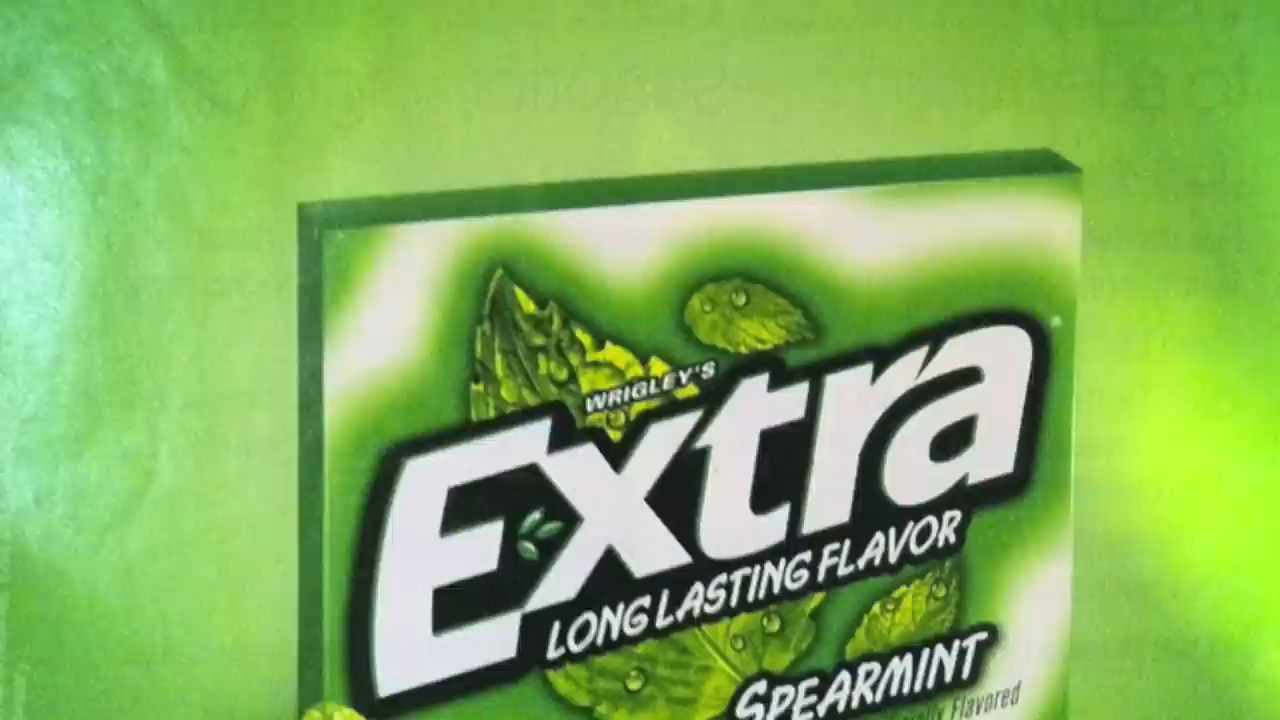 WRIGLEY'S
Extra
LONG LASTING FLAVOR
SPEARMINT
Flavored